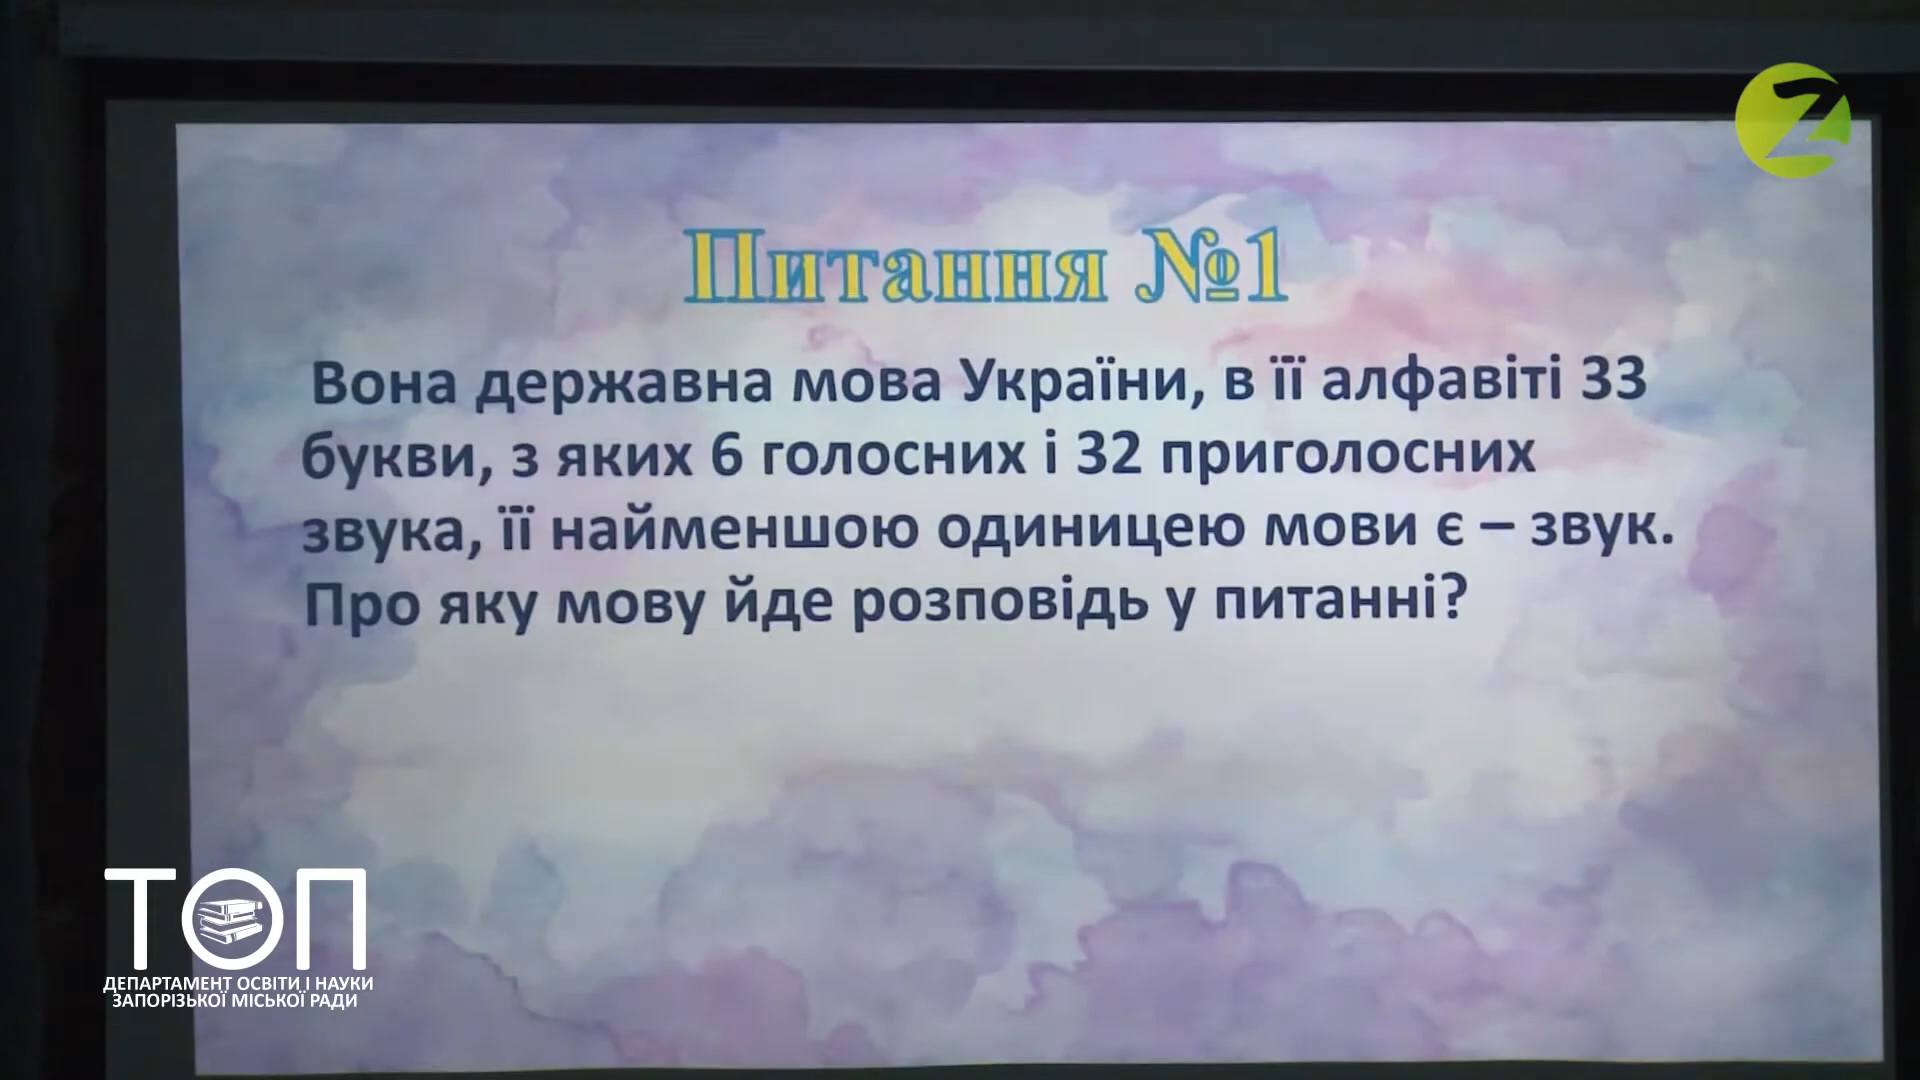 Питання №1
Вона державна мова України, в її алфавіті 33
букви, з яких 6 голосних і 32 приголосних
звука, її найменшою одиницею мови є – звук.
Про яку мову йде розповідь у питанні?
ТОП
ДЕПАРТАМЕНТ ОСВІТИ І НАУКИ
ЗАПОРІЗЬКОЇ МІСЬКОЇ РАДИ
Z